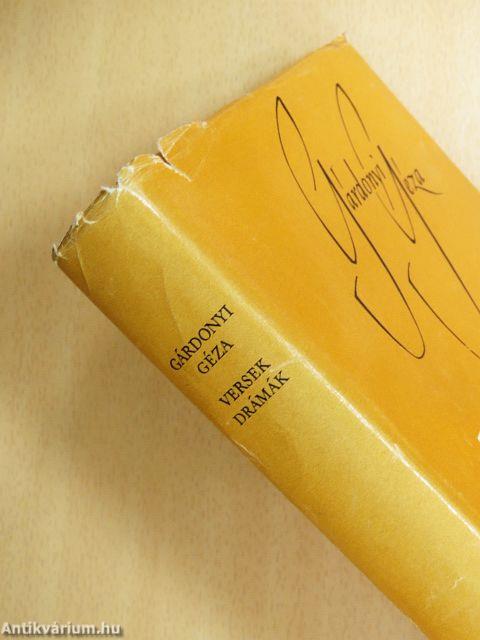 Gárdonyi Géza
GÁRDONYI
GÉZA
VERSEK
DRÁMÁK
Antikvárium.hu